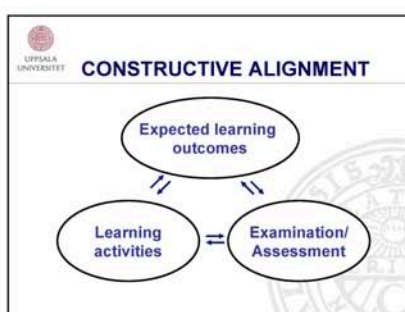 UPPSALA
UNIVERSITET
CONSTRUCTIVE ALIGNMENT
Expected learning
outcomes
Learning
activities
Examination/
Assessment